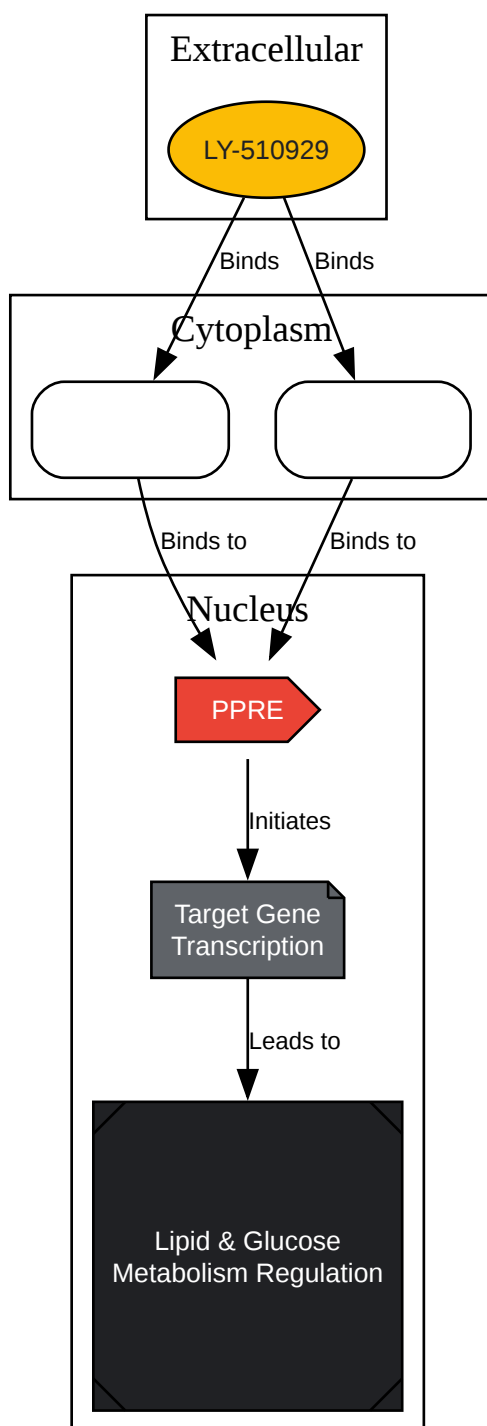 Extracellular
LY-510929
Binds
Binds
Cytoplasm
Binds to
Binds to
Nucleus
PPRE
Initiates
Target Gene
Transcription
Leads to
Lipid & Glucose
Metabolism Regulation